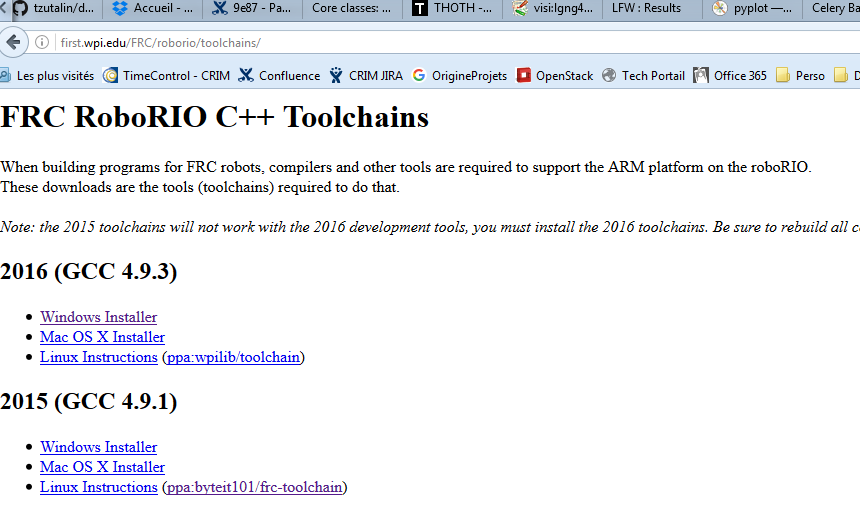 tzutalin/d...
Accueil - ...
9e87 - Pa...
Core classes: ...
THOTH -...
visi:lgng4...
LFW : Results
pyplot —...
Celery Ba
first.wpi.edu/FRC/roborio/toolchains/
Les plus visités
TimeControl - CRIM
Confluence
CRIM JIRA
OrigineProjets
OpenStack
Tech Portail
Office 365
Perso
D
FRC RoboRIO C++ Toolchains
When building programs for FRC robots, compilers and other tools are required to support the ARM platform on the roboRIO.
These downloads are the tools (toolchains) required to do that.
Note: the 2015 toolchains will not work with the 2016 development tools, you must install the 2016 toolchains. Be sure to rebuild all
2016 (GCC 4.9.3)
Windows Installer
Mac OS X Installer
Linux Instructions (ppa:wpilib/toolchain)
2015 (GCC 4.9.1)
Windows Installer
Mac OS X Installer
Linux Instructions (ppa:byteit101/frc-toolchain)